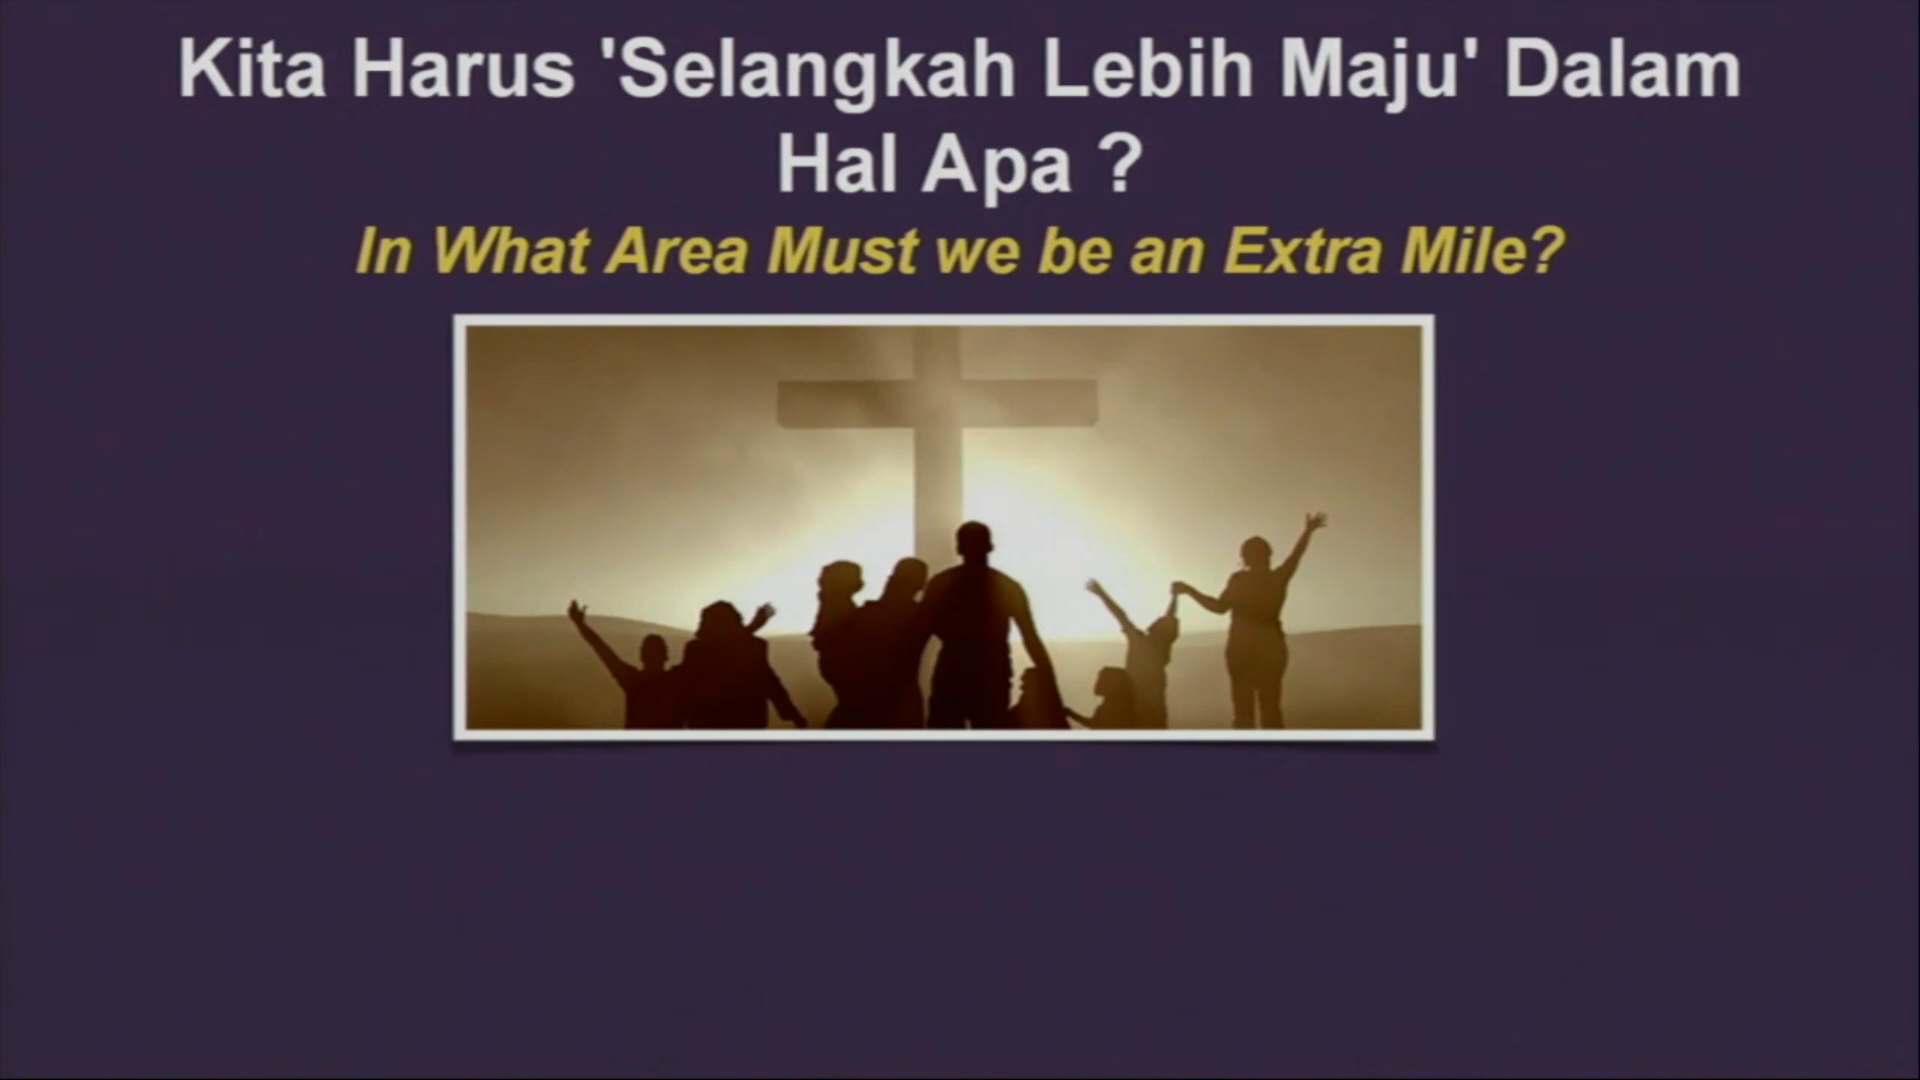 Kita Harus 'Selangkah Lebih Maju' Dalam
Hal Apa ?
In What Area Must we be an Extra Mile?